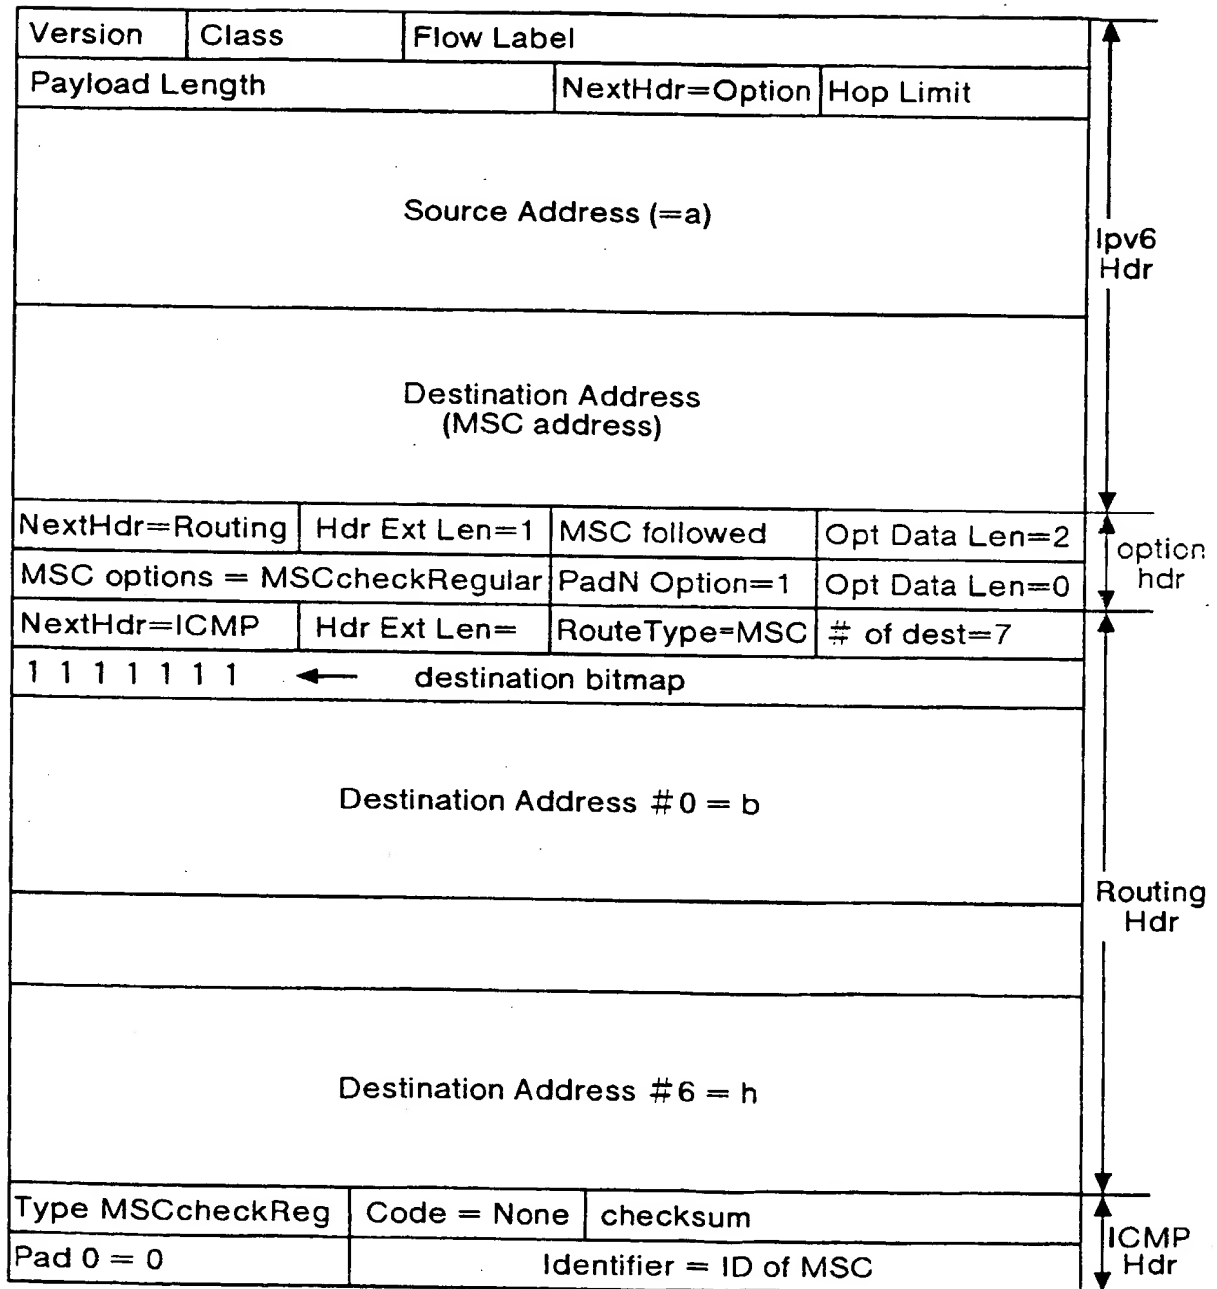 Version Class Flow Label
Payload Length NextHdr=Option Hop Limit
Source Address (=a)
Ipv6
Hdr
Destination Address
(MSC address)
NextHdr=Routing Hdr Ext Len=1 MSC followed Opt Data Len=2
MSC options = MSCcheckRegular PadN Option=1 Opt Data Len=0
option
hdr
NextHdr=ICMP Hdr Ext Len= RouteType=MSC # of dest=7
1 1 1 1 1 1 1 ← destination bitmap
Destination Address #0 = b
Routing
Hdr
Destination Address #6 = h
Type MSCcheckReg Code = None checksum
Pad 0 = 0 Identifier = ID of MSC
ICMP
Hdr